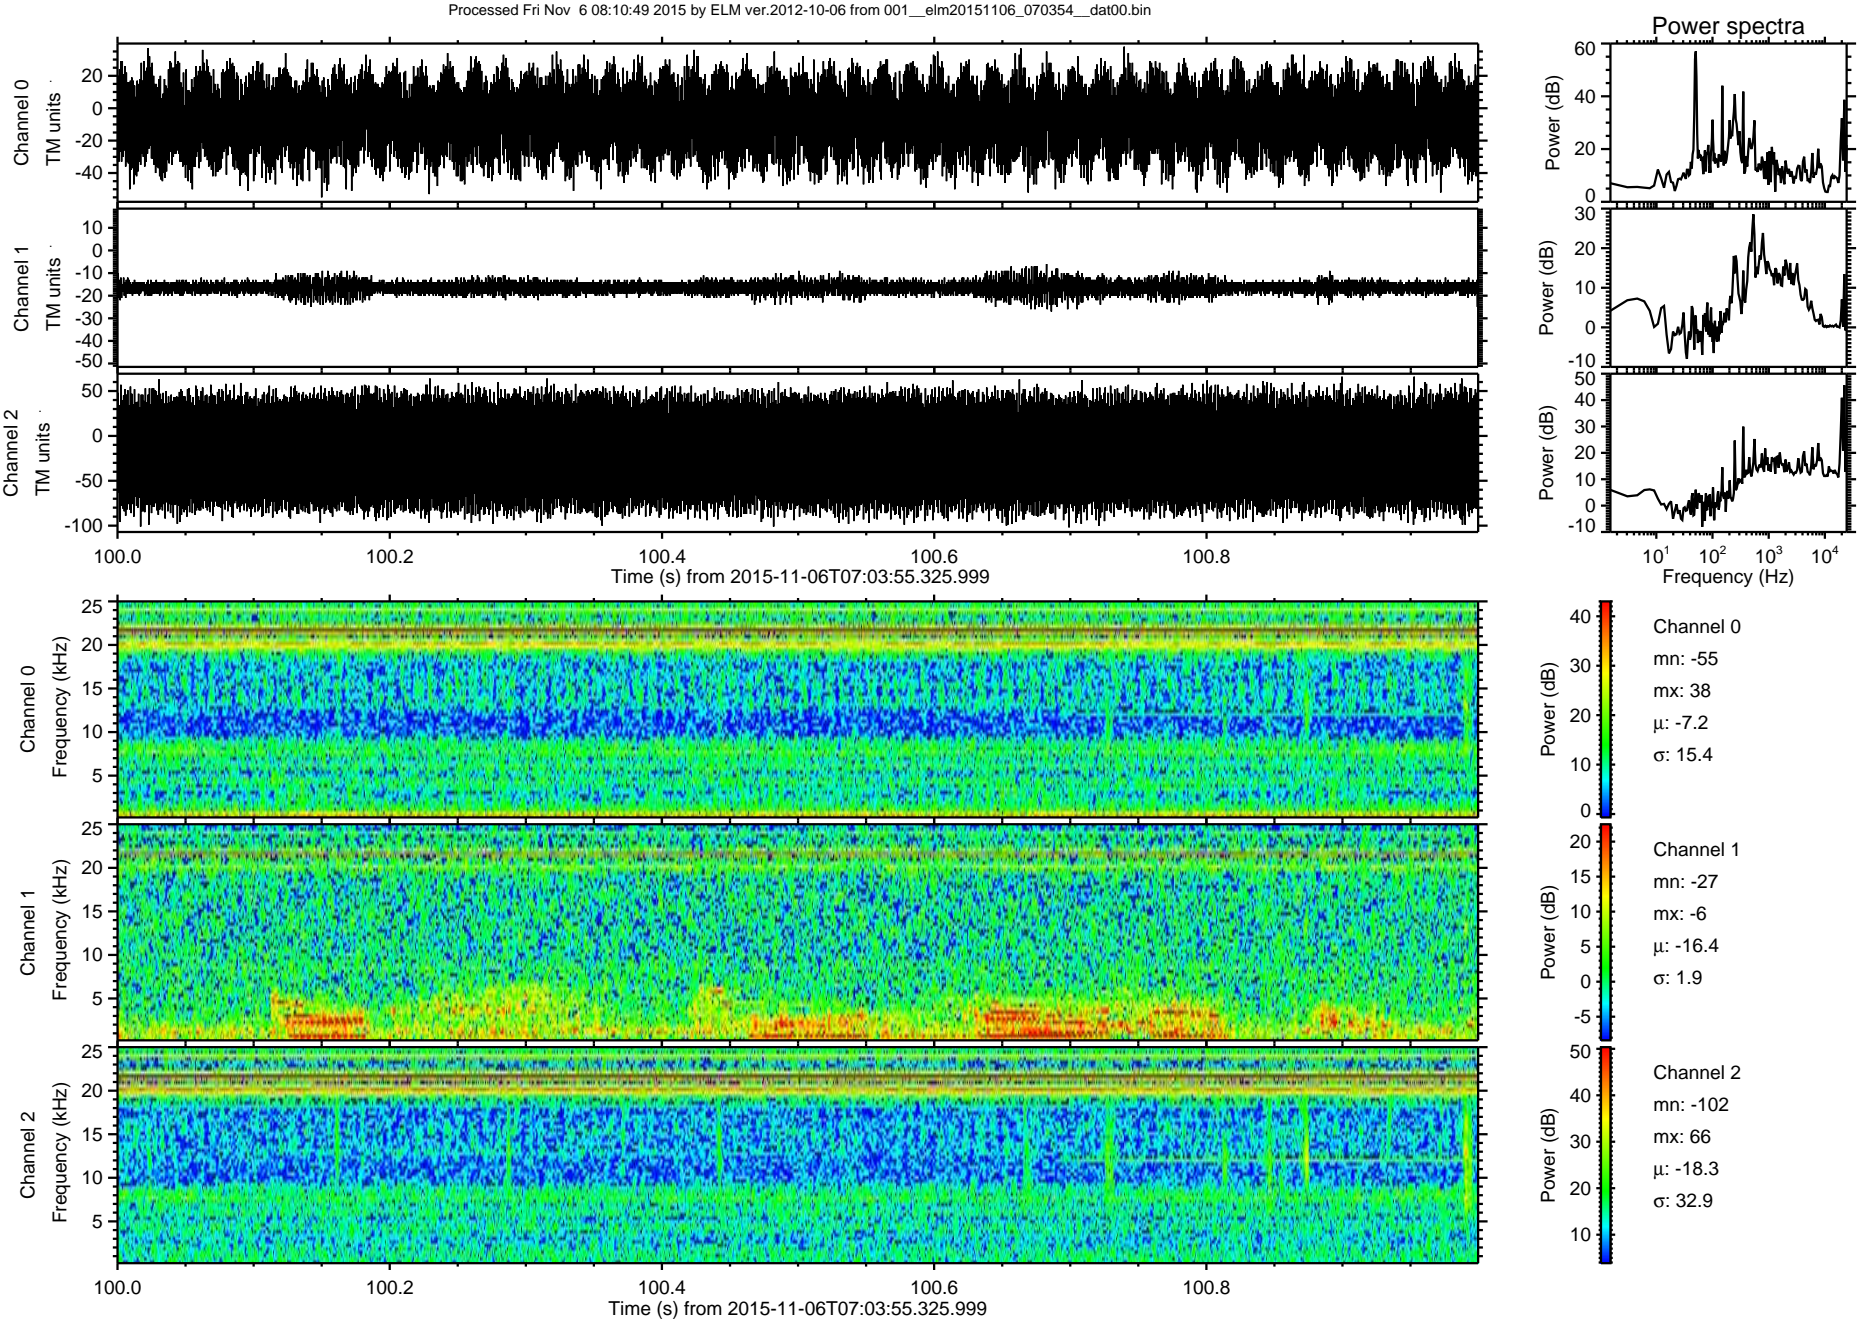 Processed Fri Nov 6 08:10:49 2015 by ELM ver.2012-10-06 from 001__elm20151106_070354__dat00.bin
Power spectra
Channel 0
TM units
20
0
-20
-40
Power (dB)
60
40
20
0
Channel 1
TM units
10
0
-10
-20
-30
-40
-50
Power (dB)
30
20
10
0
-10
Channel 2
TM units
50
0
-50
-100
Power (dB)
50
40
30
20
10
0
-10
100.0 100.2 100.4 100.6 100.8
Time (s) from 2015-11-06T07:03:55.325.999
10¹ 10² 10³ 10⁴
Frequency (Hz)
Channel 0
Frequency (kHz)
25
20
15
10
5
Power (dB)
40
30
20
10
0
Channel 0
mn: -55
mx: 38
μ: -7.2
σ: 15.4
Channel 1
Frequency (kHz)
25
20
15
10
5
Power (dB)
20
15
10
5
0
-5
Channel 1
mn: -27
mx: -6
μ: -16.4
σ: 1.9
Channel 2
Frequency (kHz)
25
20
15
10
5
Power (dB)
50
40
30
20
10
Channel 2
mn: -102
mx: 66
μ: -18.3
σ: 32.9
100.0 100.2 100.4 100.6 100.8
Time (s) from 2015-11-06T07:03:55.325.999